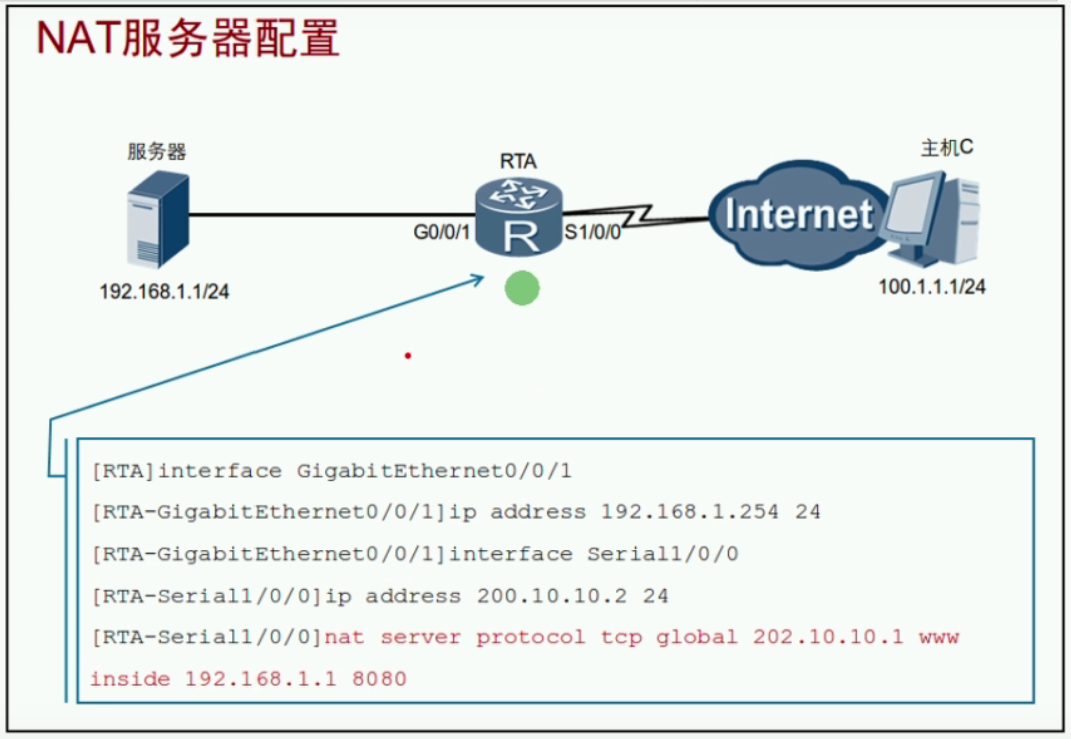 NAT服务器配置
服务器
RTA
主机C
G0/0/1
R
S1/0/0
Internet
192.168.1.1/24
100.1.1.1/24
[RTA]interface GigabitEthernet0/0/1
[RTA-GigabitEthernet0/0/1]ip address 192.168.1.254 24
[RTA-GigabitEthernet0/0/1]interface Serial1/0/0
[RTA-Serial1/0/0]ip address 200.10.10.2 24
[RTA-Serial1/0/0]nat server protocol tcp global 202.10.10.1 www
inside 192.168.1.1 8080